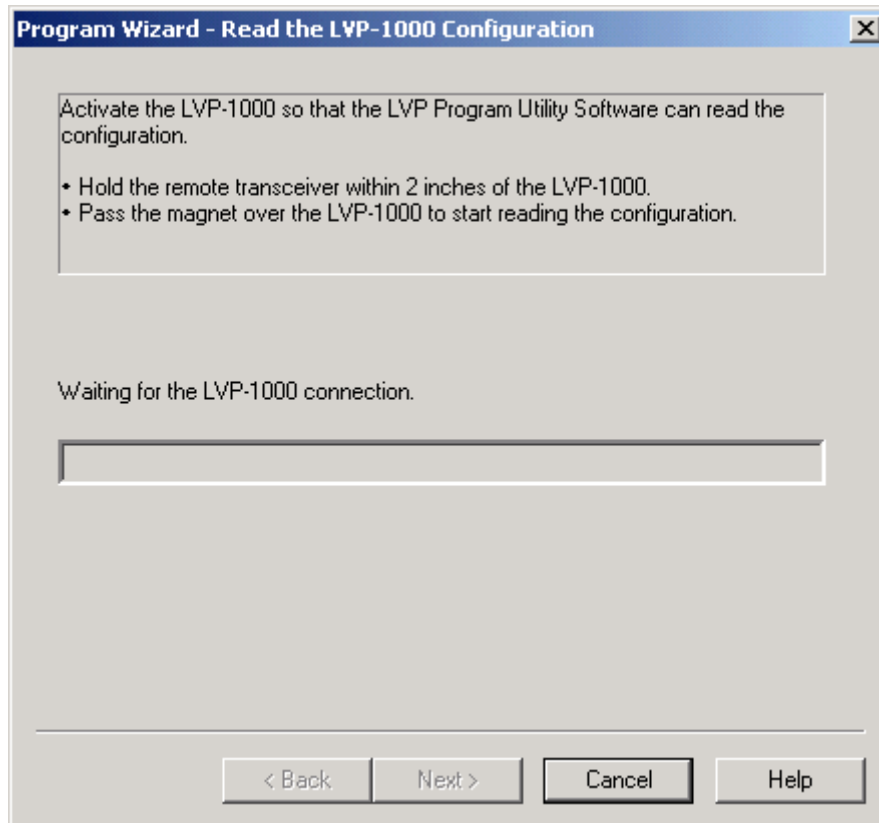 Program Wizard - Read the LVP-1000 Configuration
Activate the LVP-1000 so that the LVP Program Utility Software can read the
configuration.
• Hold the remote transceiver within 2 inches of the LVP-1000.
• Pass the magnet over the LVP-1000 to start reading the configuration.
Waiting for the LVP-1000 connection.
< Back Next > Cancel Help